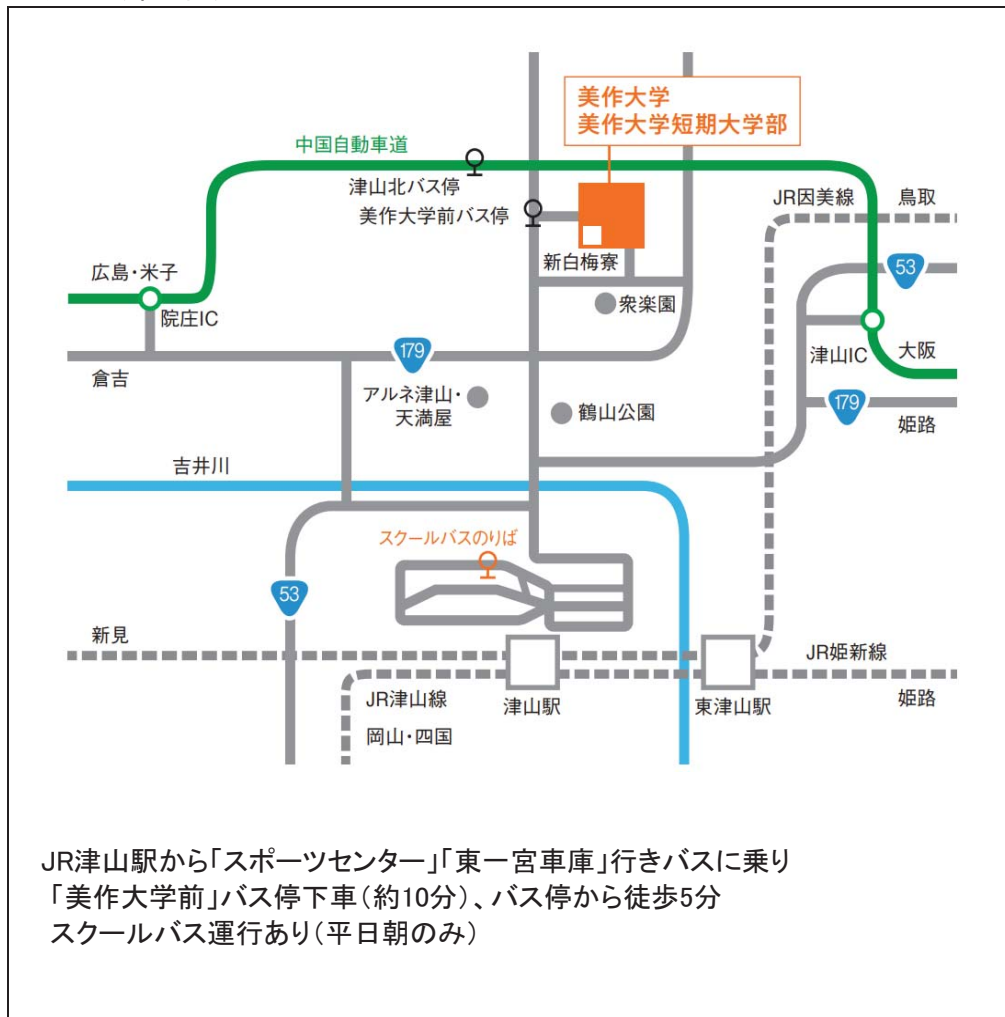 美作大学
美作大学短期大学部
中国自動車道
津山北バス停
美作大学前バス停
JR因美線
鳥取
新白梅寮
53
広島・米子
院庄IC
衆楽園
179
倉吉
津山IC
大阪
アルネ津山・
天満屋
鶴山公園
179
姫路
吉井川
スクールバスのりば
53
新見
JR姫新線
JR津山線
津山駅
東津山駅
姫路
岡山・四国
JR津山駅から「スポーツセンター」「東一宮車庫」行きバスに乗り
「美作大学前」バス停下車(約10分)、バス停から徒歩5分
スクールバス運行あり(平日朝のみ)